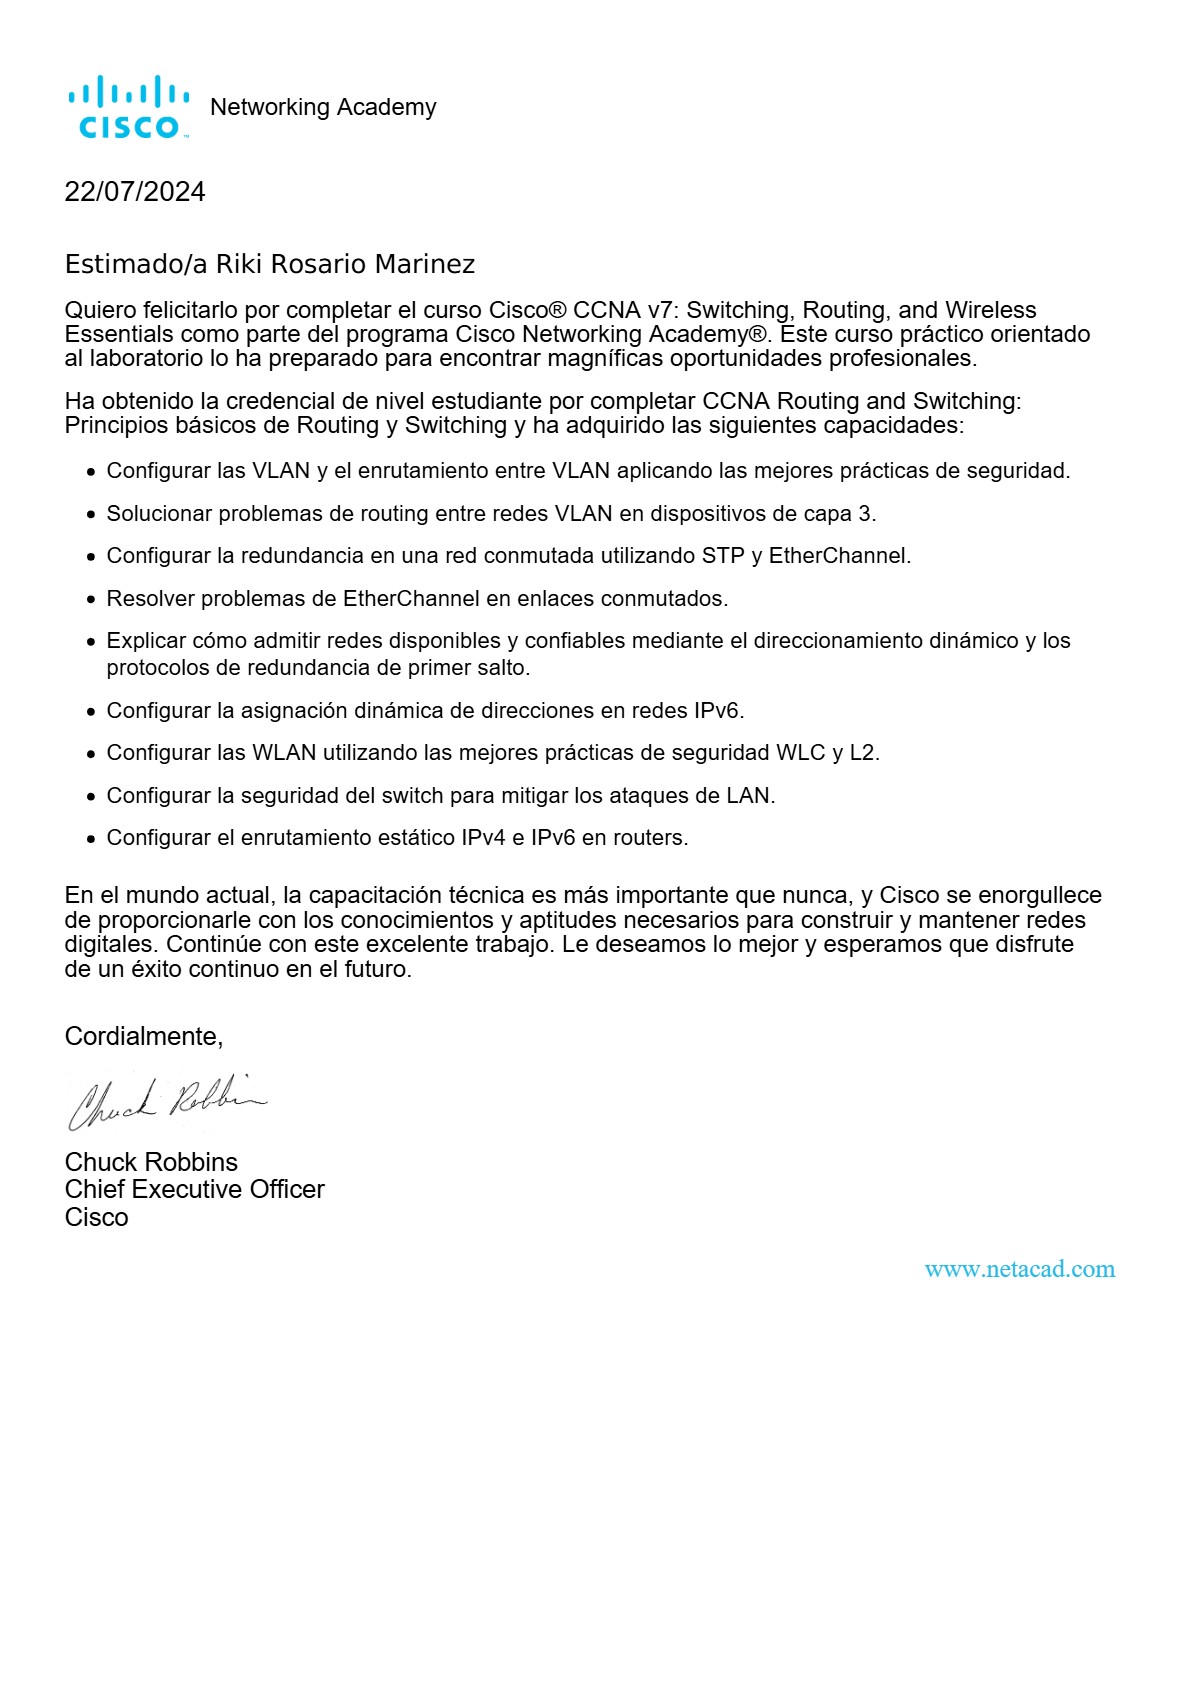 CISCO
Networking Academy
22/07/2024
Estimado/a Riki Rosario Marinez
Quiero felicitarlo por completar el curso Cisco® CCNA v7: Switching, Routing, and Wireless
Essentials como parte del programa Cisco Networking Academy®. Este curso práctico orientado
al laboratorio lo ha preparado para encontrar magníficas oportunidades profesionales.
Ha obtenido la credencial de nivel estudiante por completar CCNA Routing and Switching:
Principios básicos de Routing y Switching y ha adquirido las siguientes capacidades:
• Configurar las VLAN y el enrutamiento entre VLAN aplicando las mejores prácticas de seguridad.
• Solucionar problemas de routing entre redes VLAN en dispositivos de capa 3.
• Configurar la redundancia en una red conmutada utilizando STP y EtherChannel.
• Resolver problemas de EtherChannel en enlaces conmutados.
• Explicar cómo admitir redes disponibles y confiables mediante el direccionamiento dinámico y los
protocolos de redundancia de primer salto.
• Configurar la asignación dinámica de direcciones en redes IPv6.
• Configurar las WLAN utilizando las mejores prácticas de seguridad WLC y L2.
• Configurar la seguridad del switch para mitigar los ataques de LAN.
• Configurar el enrutamiento estático IPv4 e IPv6 en routers.
En el mundo actual, la capacitación técnica es más importante que nunca, y Cisco se enorgullece
de proporcionarle con los conocimientos y aptitudes necesarios para construir y mantener redes
digitales. Continúe con este excelente trabajo. Le deseamos lo mejor y esperamos que disfrute
de un éxito continuo en el futuro.
Cordialmente,
Chuck Robbins
Chuck Robbins
Chief Executive Officer
Cisco
www.netacad.com